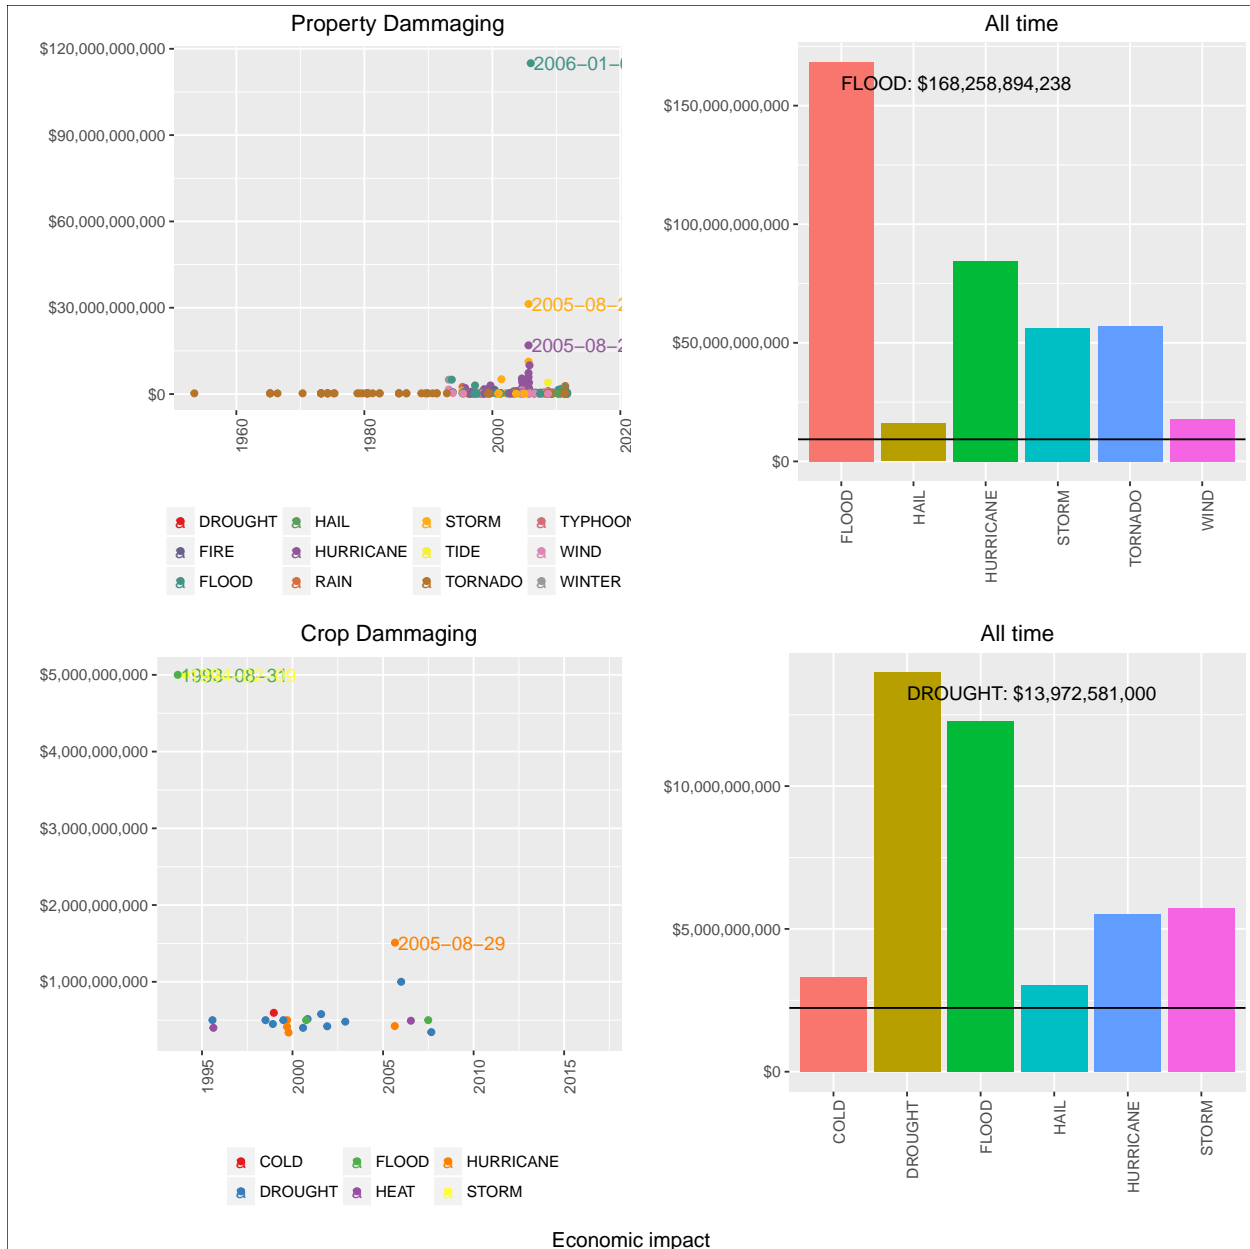 Property Dammaging
$120,000,000,000
$90,000,000,000
$60,000,000,000
$30,000,000,000
$0
2006−01−
2005−08−2
2005−08−2
1960
1980
2000
2020
DROUGHT HAIL STORM TYPHOON
FIRE HURRICANE TIDE WIND
FLOOD RAIN TORNADO WINTER
All time
FLOOD: $168,258,894,238
$150,000,000,000
$100,000,000,000
$50,000,000,000
$0
FLOOD
HAIL
HURRICANE
STORM
TORNADO
WIND
Crop Dammaging
$5,000,000,000
$4,000,000,000
$3,000,000,000
$2,000,000,000
$1,000,000,000
1993−08−31
2005−08−29
1995
2000
2005
2010
2015
COLD FLOOD HURRICANE
DROUGHT HEAT STORM
All time
DROUGHT: $13,972,581,000
$10,000,000,000
$5,000,000,000
$0
COLD
DROUGHT
FLOOD
HAIL
HURRICANE
STORM
Economic impact